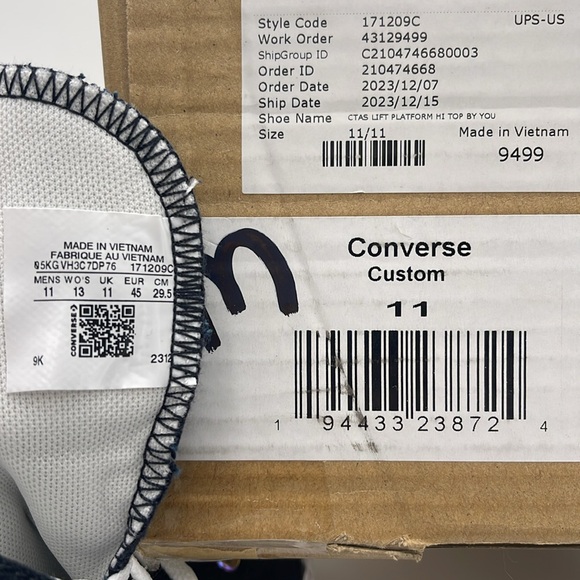 Style Code 171209C UPS-US
Work Order 43129499
ShipGroup ID C2104746680003
Order ID 210474668
Order Date 2023/12/07
Ship Date 2023/12/15
Shoe Name CTAS LIFT PLATFORM HI TOP BY YOU
Size 11/11 Made in Vietnam
9499
MADE IN VIETNAM
FABRIQUE AU VIETNAM
05KG VH3C7DP76 171209C
MENS WO'S UK EUR CM
11 13 11 45 29.5
CONVERSE
9K 2312
Converse
Custom
11
1 94433 23872 4